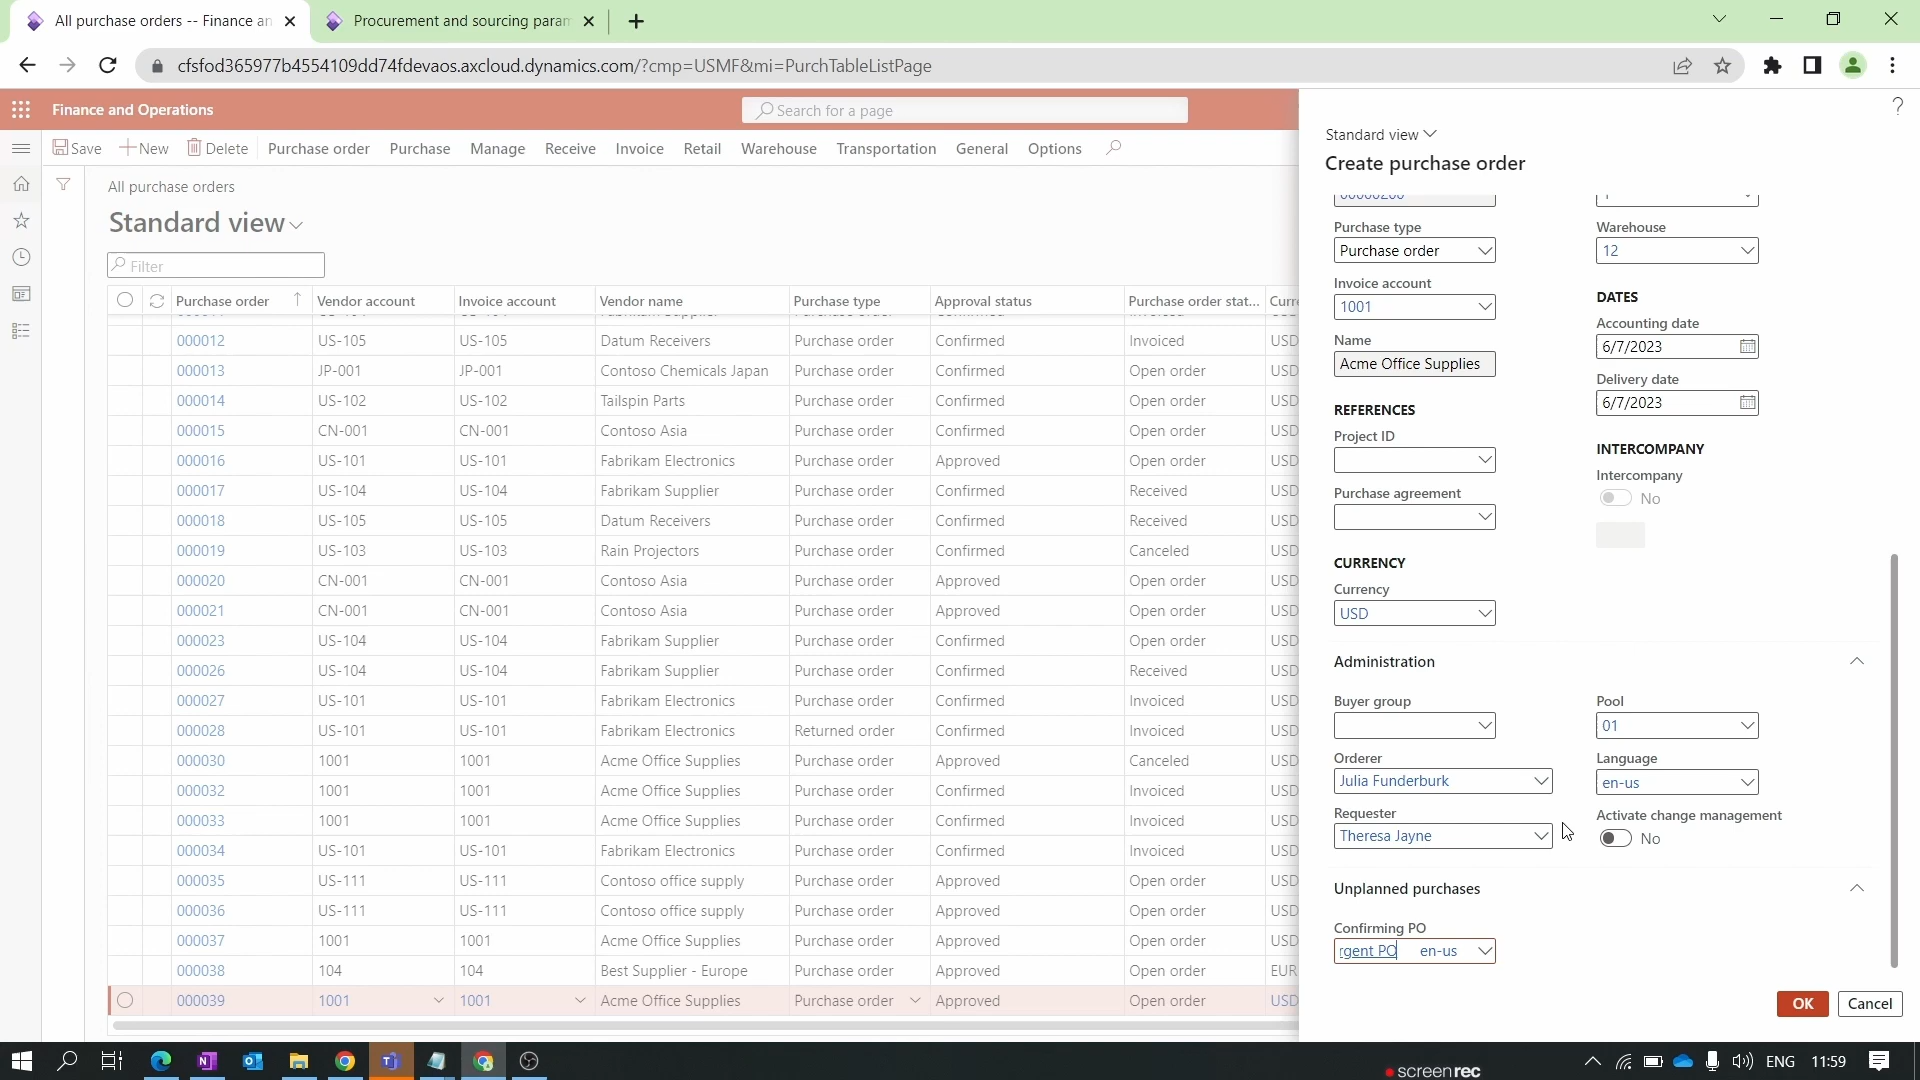 All purchase orders -- Finance an
Procurement and sourcing param
cfsfod365977b4554109dd74fdevaos.axcloud.dynamics.com/?cmp=USMF&mi=PurchTableListPage
Finance and Operations
Search for a page
Save New Delete Purchase order Purchase Manage Receive Invoice Retail Warehouse Transportation General Options
All purchase orders
Standard view
Filter
Purchase order Vendor account Invoice account Vendor name Purchase type Approval status Purchase order stat... Curre
000012 US-105 US-105 Datum Receivers Purchase order Confirmed Invoiced USD
000013 JP-001 JP-001 Contoso Chemicals Japan Purchase order Confirmed Open order USD
000014 US-102 US-102 Tailspin Parts Purchase order Confirmed Open order USD
000015 CN-001 CN-001 Contoso Asia Purchase order Confirmed Open order USD
000016 US-101 US-101 Fabrikam Electronics Purchase order Approved Open order USD
000017 US-104 US-104 Fabrikam Supplier Purchase order Confirmed Received USD
000018 US-105 US-105 Datum Receivers Purchase order Confirmed Received USD
000019 US-103 US-103 Rain Projectors Purchase order Confirmed Canceled USD
000020 CN-001 CN-001 Contoso Asia Purchase order Approved Open order USD
000021 CN-001 CN-001 Contoso Asia Purchase order Approved Open order USD
000023 US-104 US-104 Fabrikam Supplier Purchase order Confirmed Open order USD
000026 US-104 US-104 Fabrikam Supplier Purchase order Confirmed Received USD
000027 US-101 US-101 Fabrikam Electronics Purchase order Confirmed Invoiced USD
000028 US-101 US-101 Fabrikam Electronics Returned order Confirmed Invoiced USD
000030 1001 1001 Acme Office Supplies Purchase order Approved Canceled USD
000032 1001 1001 Acme Office Supplies Purchase order Confirmed Invoiced USD
000033 1001 1001 Acme Office Supplies Purchase order Confirmed Invoiced USD
000034 US-101 US-101 Fabrikam Electronics Purchase order Confirmed Invoiced USD
000035 US-111 US-111 Contoso office supply Purchase order Approved Open order USD
000036 US-111 US-111 Contoso office supply Purchase order Approved Open order USD
000037 1001 1001 Acme Office Supplies Purchase order Approved Open order USD
000038 104 104 Best Supplier - Europe Purchase order Approved Open order EUR
000039 1001 1001 Acme Office Supplies Purchase order Approved Open order USD
?
Standard view
Create purchase order
Purchase type
Purchase order
Invoice account
1001
Name
Acme Office Supplies
REFERENCES
Project ID
Purchase agreement
CURRENCY
Currency
USD
Warehouse
12
DATES
Accounting date
6/7/2023
Delivery date
6/7/2023
INTERCOMPANY
Intercompany
No
Administration
Buyer group
Orderer
Julia Funderburk
Requester
Theresa Jayne
Pool
01
Language
en-us
Activate change management
No
Unplanned purchases
Confirming PO
rgent PO en-us
OK Cancel
screenrec
ENG 11:59